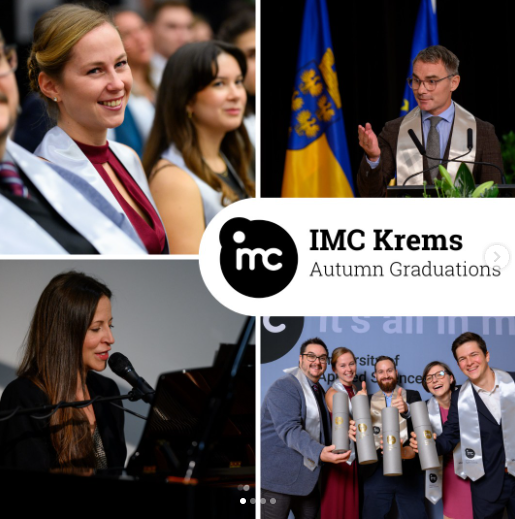 IMC Krems
imc Autumn Graduations
c it's all in m
University of
Applied Sciences